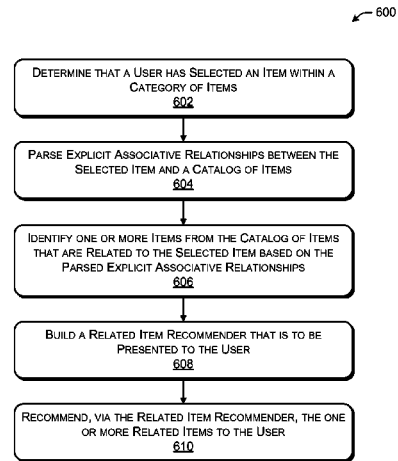 600
DETERMINE THAT A USER HAS SELECTED AN ITEM WITHIN A
CATEGORY OF ITEMS
602
PARSE EXPLICIT ASSOCIATIVE RELATIONSHIPS BETWEEN THE
SELECTED ITEM AND A CATALOG OF ITEMS
604
IDENTIFY ONE OR MORE ITEMS FROM THE CATALOG OF ITEMS
THAT ARE RELATED TO THE SELECTED ITEM BASED ON THE
PARSED EXPLICIT ASSOCIATIVE RELATIONSHIPS
606
BUILD A RELATED ITEM RECOMMENDER THAT IS TO BE
PRESENTED TO THE USER
608
RECOMMEND, VIA THE RELATED ITEM RECOMMENDER, THE ONE
OR MORE RELATED ITEMS TO THE USER
610